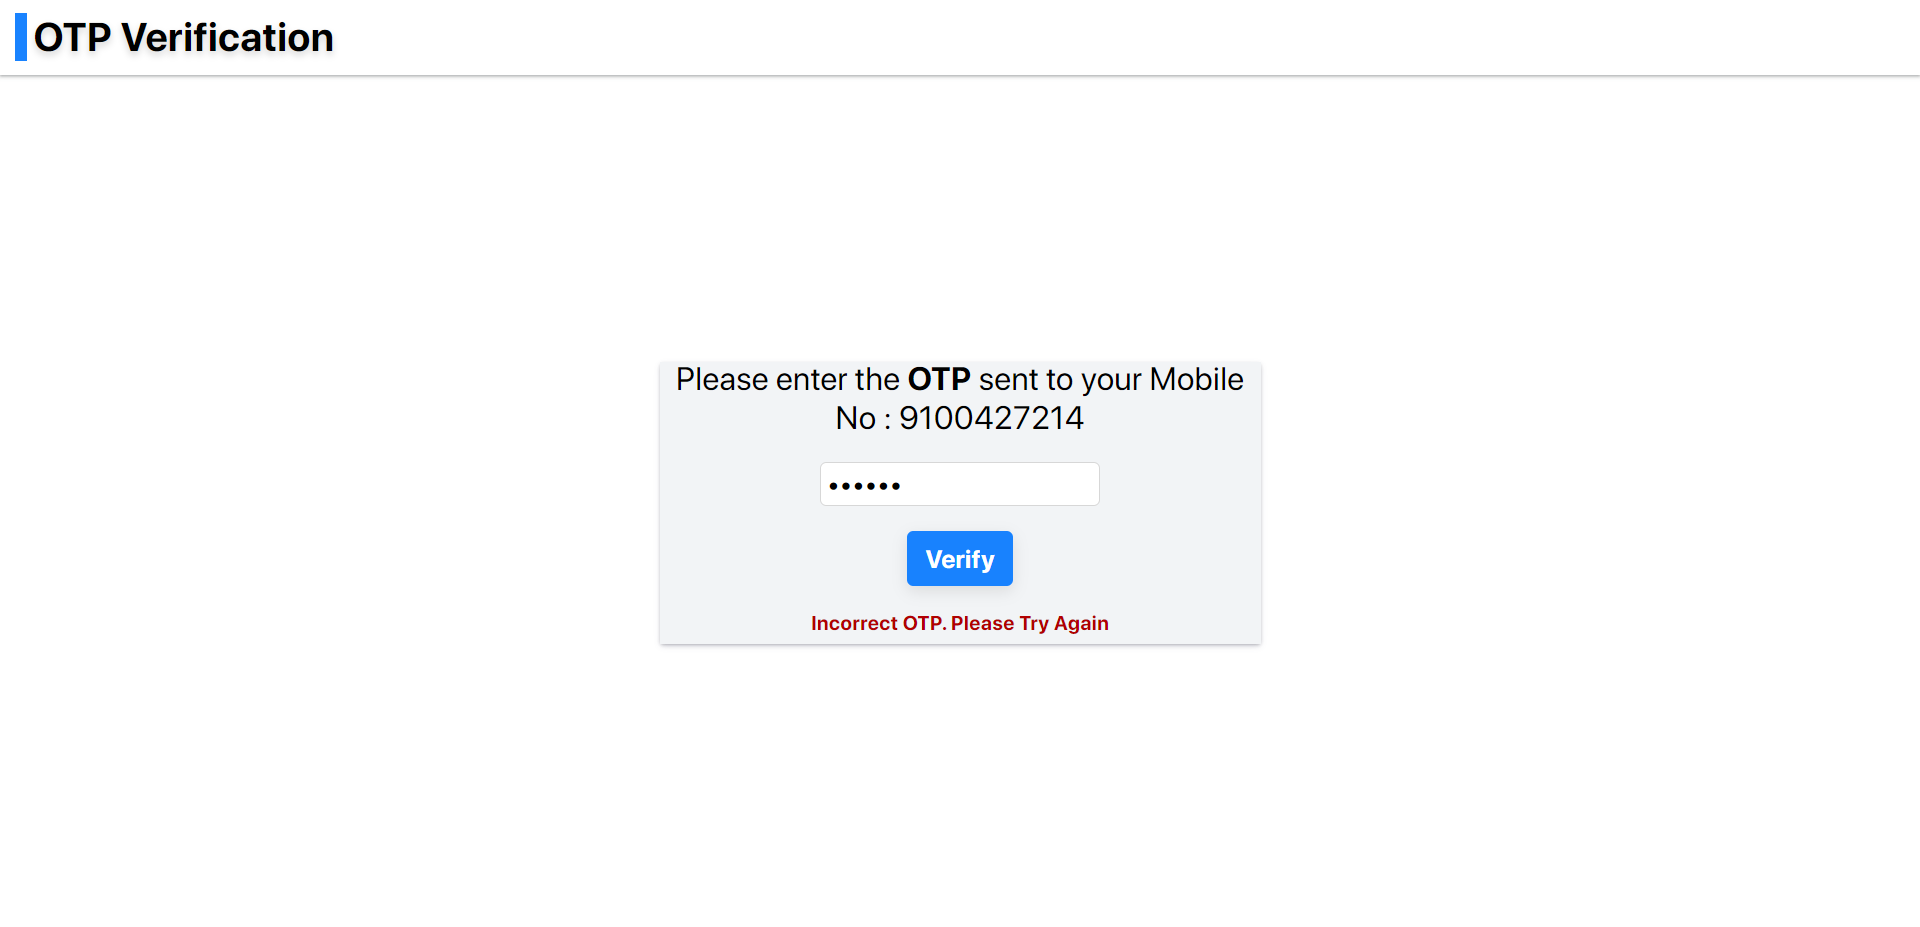 OTP Verification
Please enter the OTP sent to your Mobile
No : 9100427214
••••••
Verify
Incorrect OTP. Please Try Again